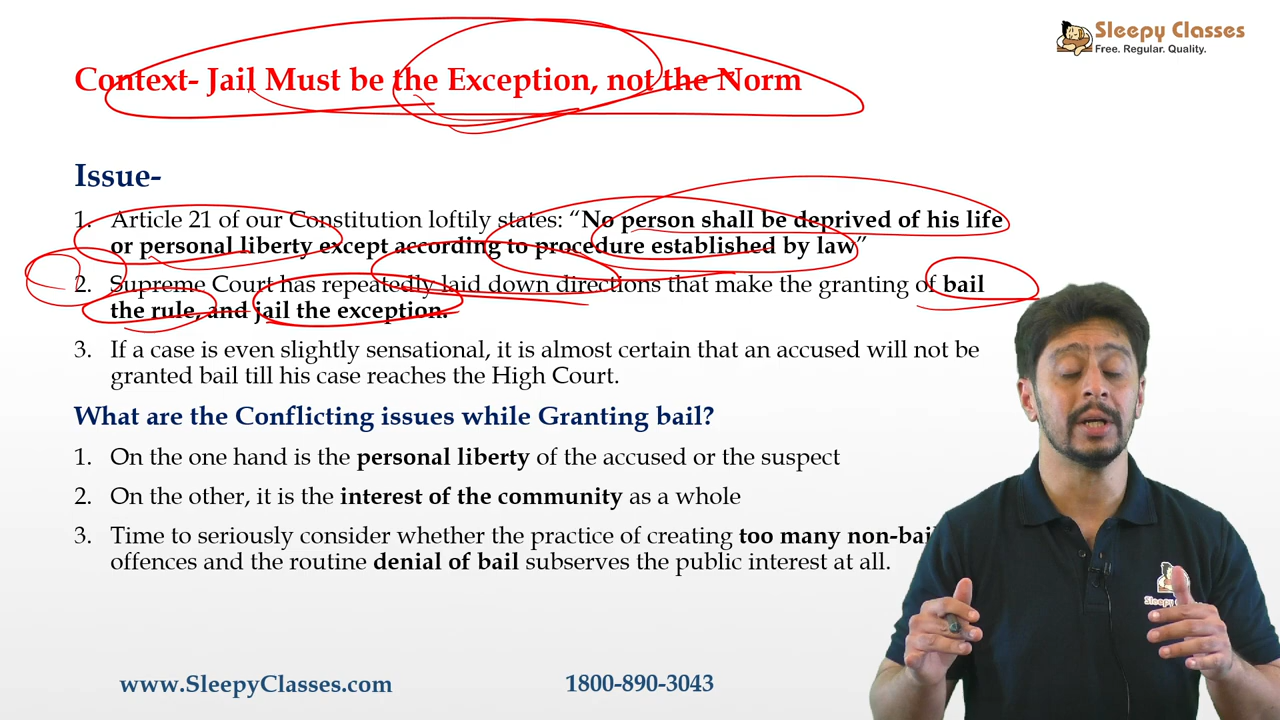 Sleepy Classes
Free. Regular. Quality.
Context- Jail Must be the Exception, not the Norm
Issue-
1. Article 21 of our Constitution loftily states: “No person shall be deprived of his life
or personal liberty except according to procedure established by law”
2. Supreme Court has repeatedly laid down directions that make the granting of bail
the rule, and jail the exception.
3. If a case is even slightly sensational, it is almost certain that an accused will not be
granted bail till his case reaches the High Court.
What are the Conflicting issues while Granting bail?
1. On the one hand is the personal liberty of the accused or the suspect
2. On the other, it is the interest of the community as a whole
3. Time to seriously consider whether the practice of creating too many
offences and the routine denial of bail subserves the public interest at all.
www.SleepyClasses.com
1800-890-3043